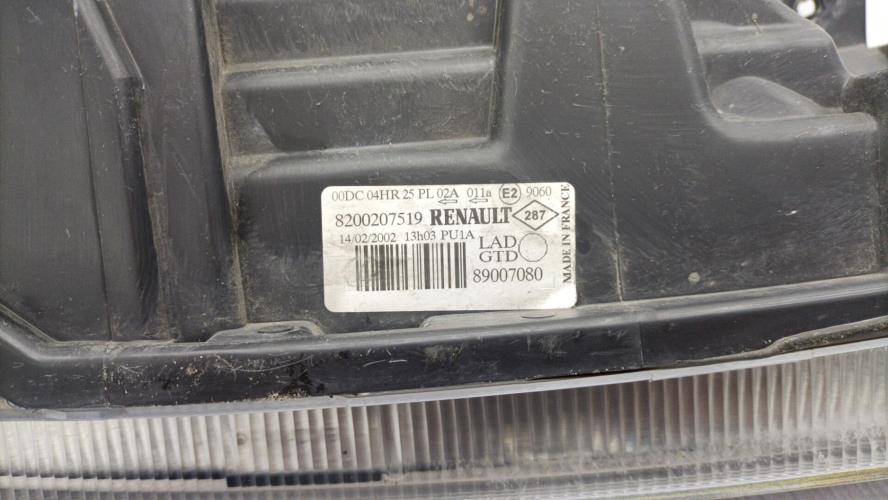 00DC 04HR 25 PL 02A 011a E2 9060
8200207519 RENAULT 287
14/02/2002 13h03 PU1A LAD
GTD
89007080
MADE IN FRANCE